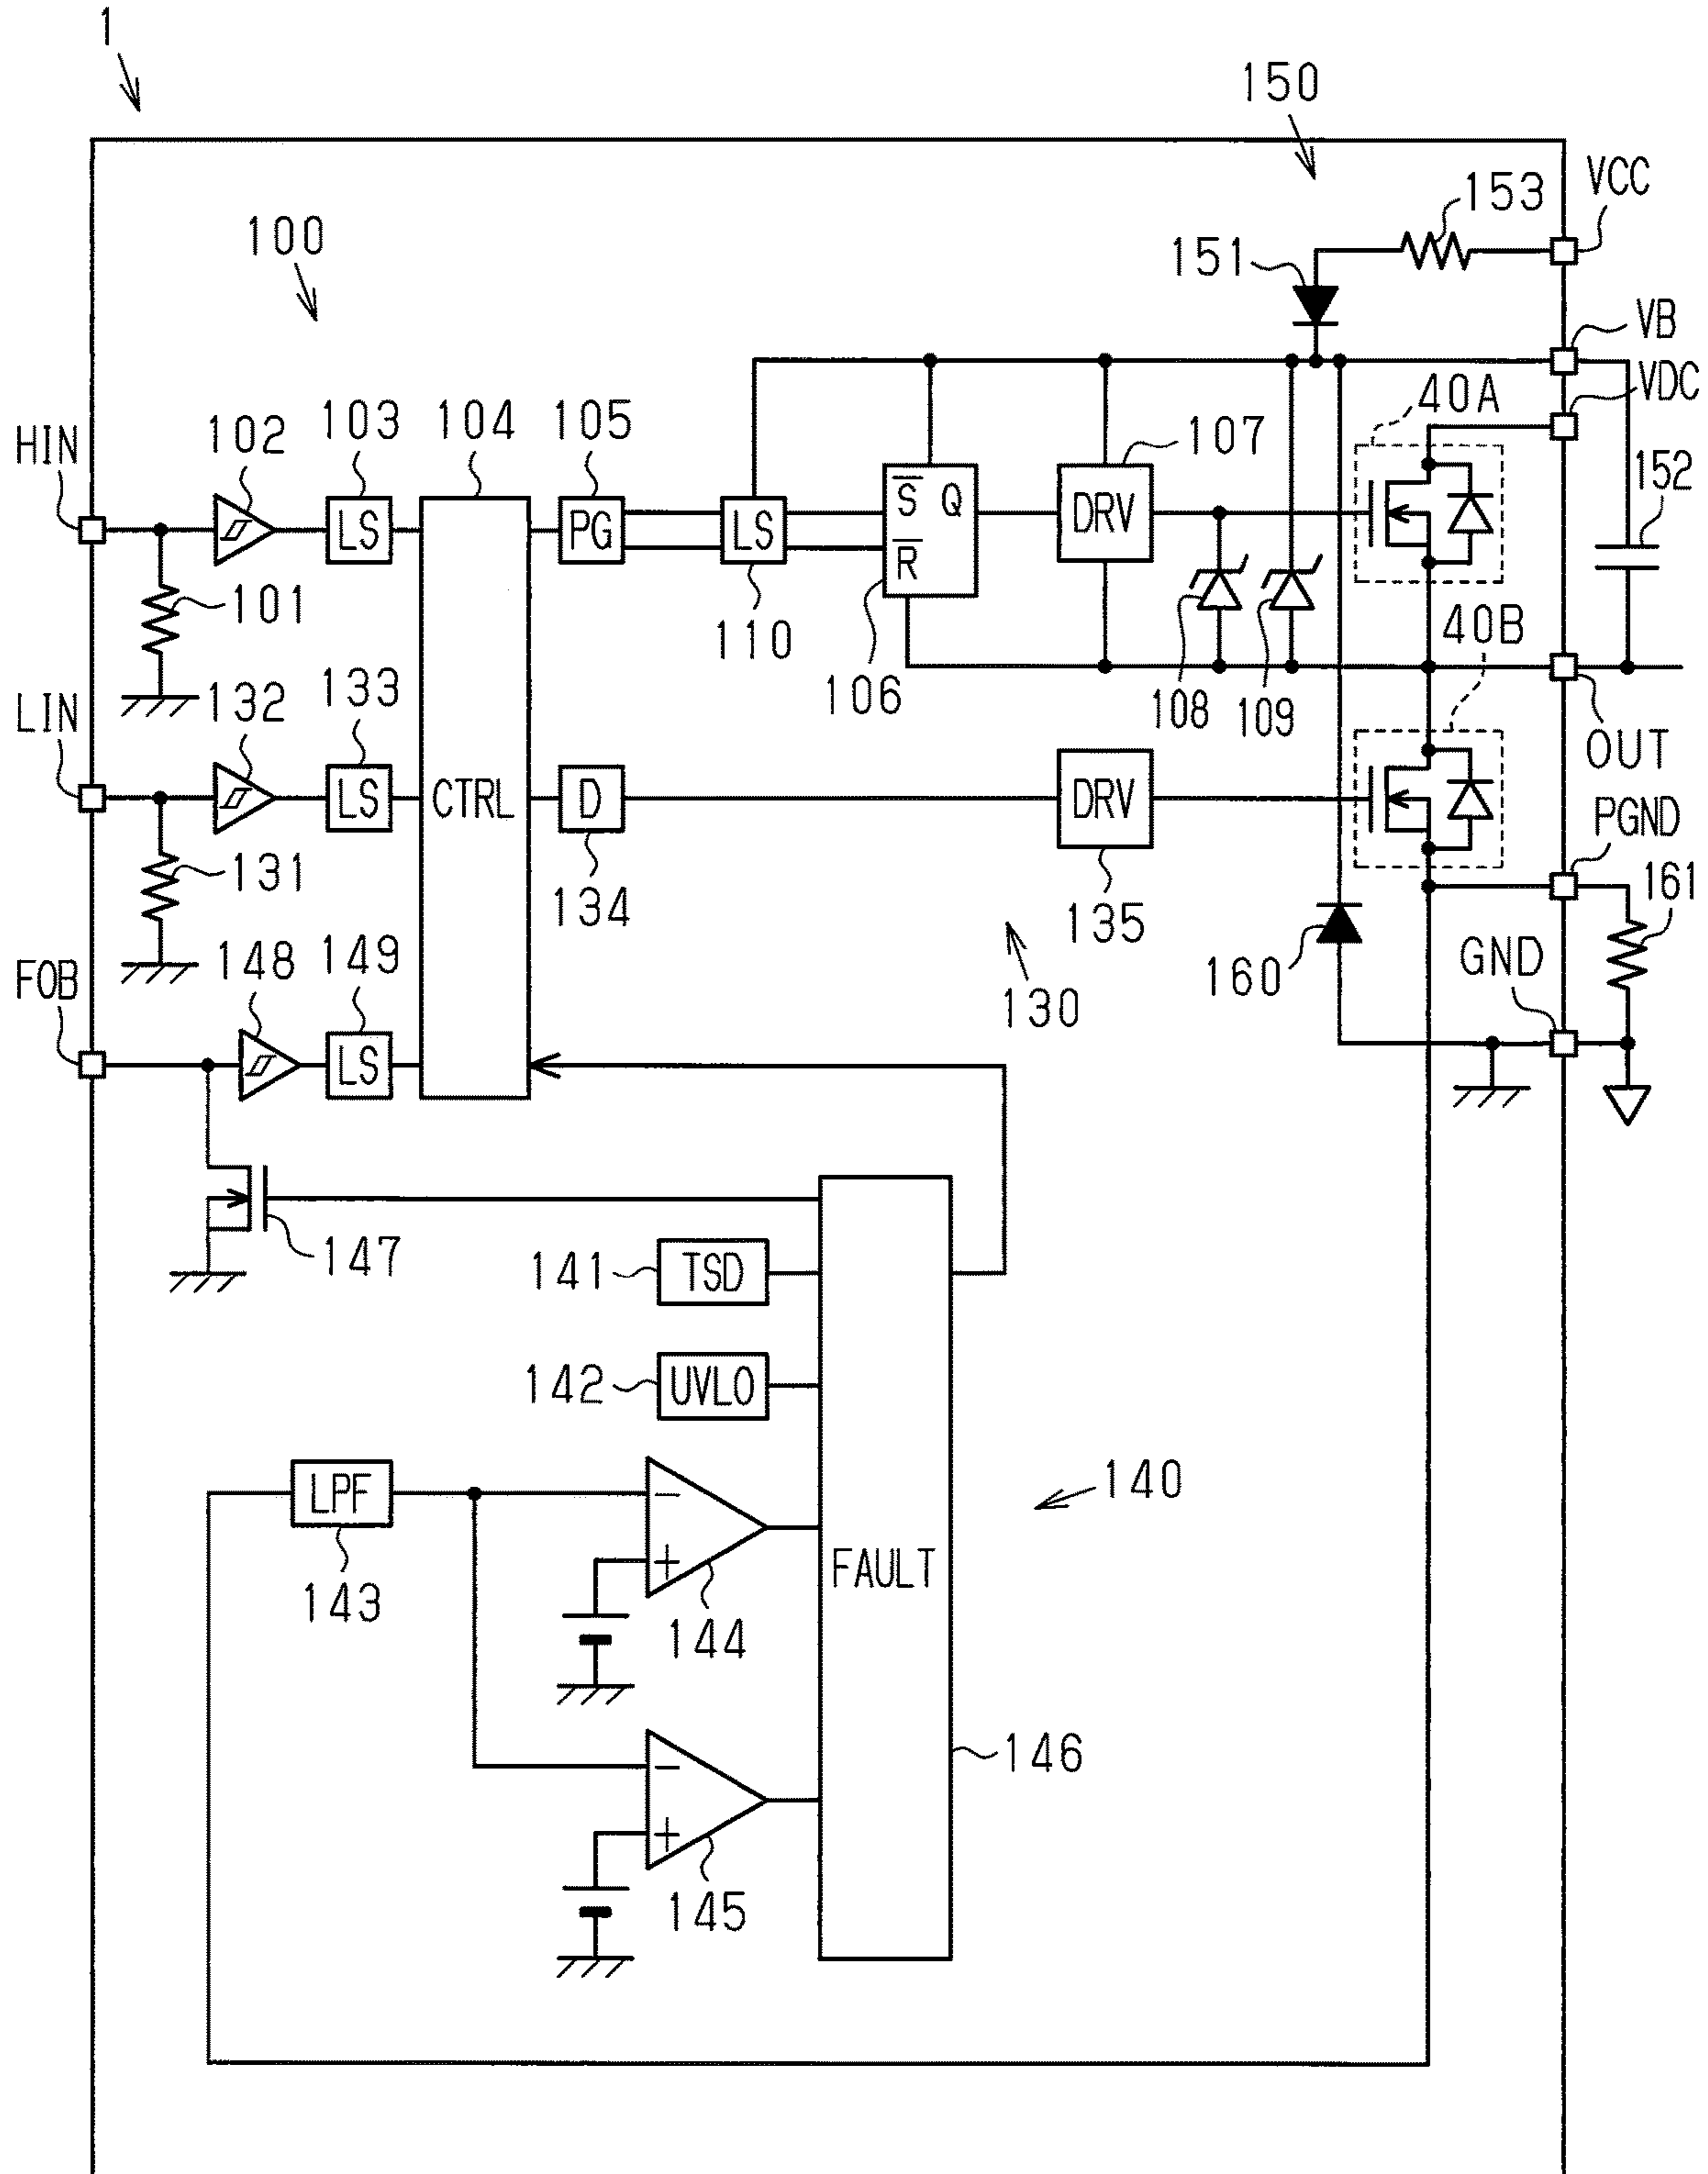 1
150
VCC
153
100
151
VB
VDC
40A
HIN
102
103
104
105
107
152
LS
PG
LS
S Q
R
DRV
101
110
106
108
109
40B
LIN
132
133
OUT
LS
CTRL
D
DRV
PGND
131
134
135
161
FOB
148
149
160
GND
130
LS
147
141
TSD
142
UVLO
LPF
−
140
143
+
144
FAULT
−
146
+
145